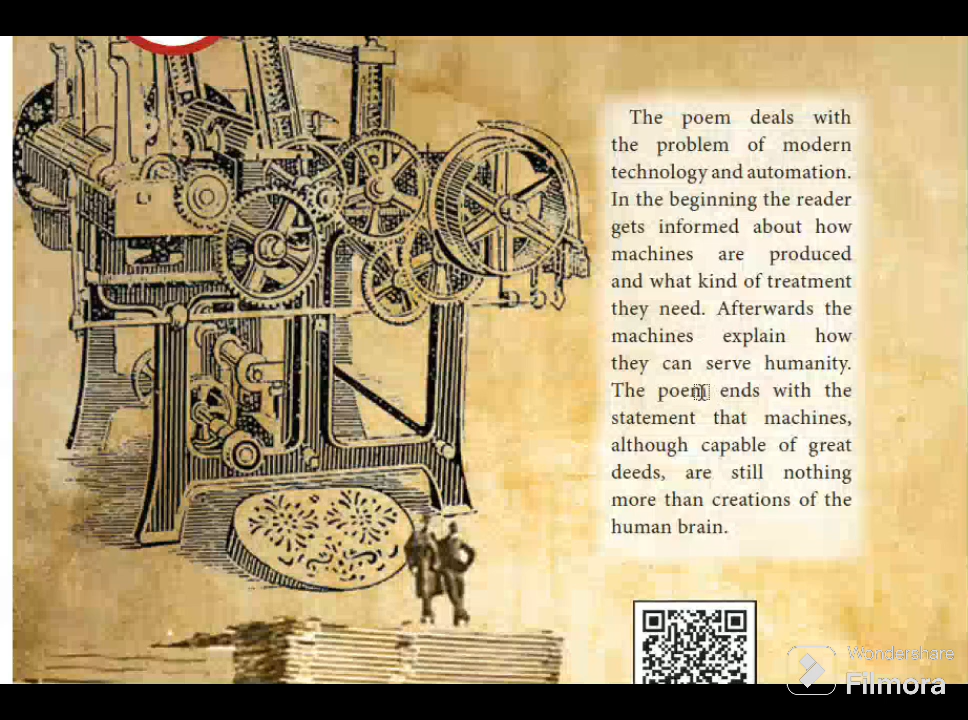 The poem deals with
the problem of modern
technology and automation.
In the beginning the reader
gets informed about how
machines are produced
and what kind of treatment
they need. Afterwards the
machines explain how
they can serve humanity.
The poem ends with the
statement that machines,
although capable of great
deeds, are still nothing
more than creations of the
human brain.
Wondershare
Filmora